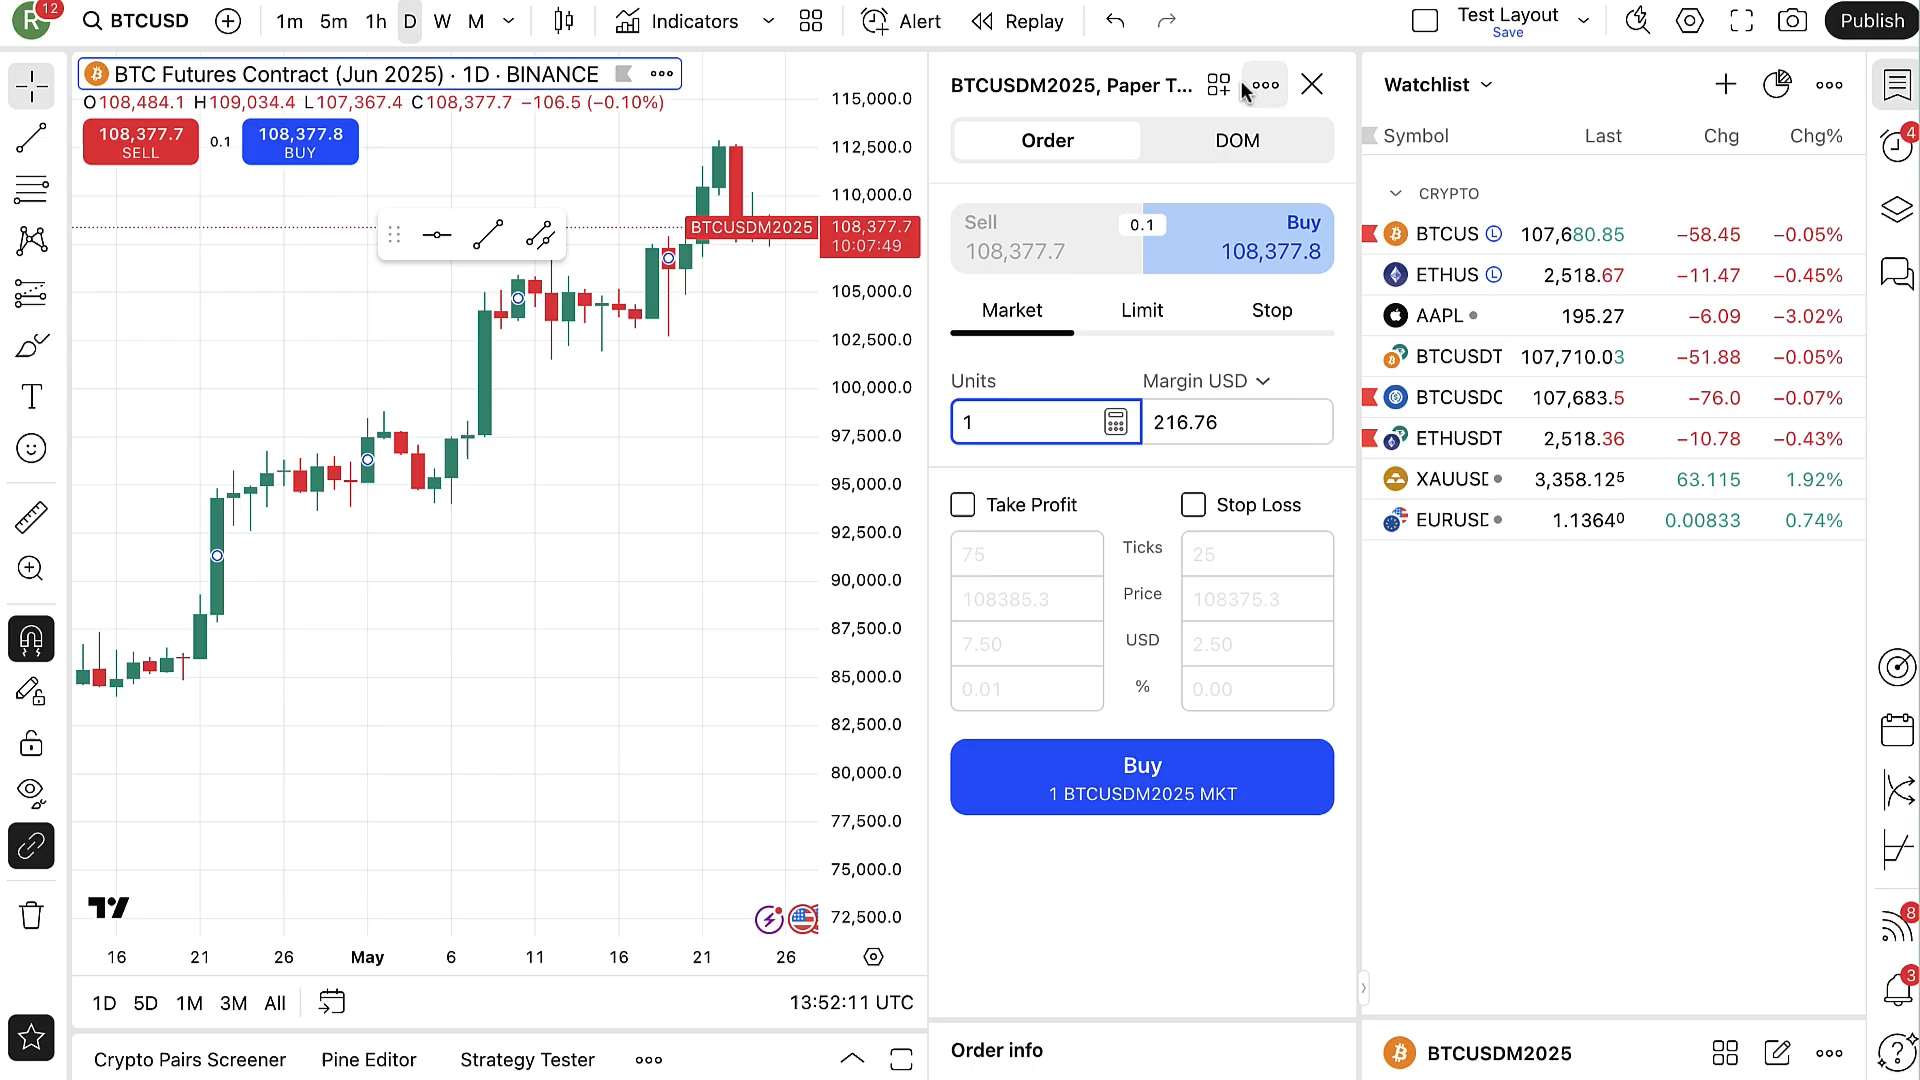 R 12 BTCUSD 1m 5m 1h D W M Indicators Alert Replay Test Layout Save Publish
BTC Futures Contract (Jun 2025) · 1D · BINANCE
O108,484.1 H109,034.4 L107,367.4 C108,377.7 −106.5 (−0.10%)
108,377.7 SELL 0.1 108,377.8 BUY
115,000.0
112,500.0
110,000.0
BTCUSDM2025 108,377.7
10:07:49
105,000.0
102,500.0
100,000.0
97,500.0
95,000.0
92,500.0
90,000.0
87,500.0
85,000.0
82,500.0
80,000.0
77,500.0
75,000.0
72,500.0
16 21 26 May 6 11 16 21 26
1D 5D 1M 3M All 13:52:11 UTC
Crypto Pairs Screener Pine Editor Strategy Tester
BTCUSDM2025, Paper T...
Order DOM
Sell 108,377.7 0.1 Buy 108,377.8
Market Limit Stop
Units Margin USD
1 216.76
Take Profit Stop Loss
75 Ticks 25
108385.3 Price 108375.3
7.50 USD 2.50
0.01 % 0.00
Buy
1 BTCUSDM2025 MKT
Order info
Watchlist
Symbol Last Chg Chg%
CRYPTO
BTCUS L 107,680.85 −58.45 −0.05%
ETHUS L 2,518.67 −11.47 −0.45%
AAPL 195.27 −6.09 −3.02%
BTCUSDT 107,710.03 −51.88 −0.05%
BTCUSDC 107,683.5 −76.0 −0.07%
ETHUSDT 2,518.36 −10.78 −0.43%
XAUUSD 3,358.125 63.115 1.92%
EURUSD 1.13640 0.00833 0.74%
BTCUSDM2025
4
8
3